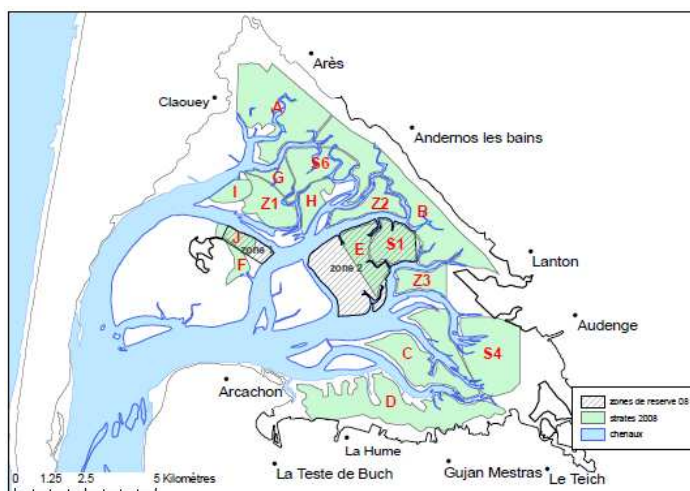 Arès
Claouey
A
Andernos les bains
S6
G
I
Z1
H
Z2
B
J
zone
E
S1
F
zone 2
Lanton
Z3
Audenge
C
S4
Arcachon
D
zones de reserve 08
strates 2008
chenaux
La Hume
0 1.25 2.5 5 Kilomètres
La Teste de Buch
Gujan Mestras
Le Teich